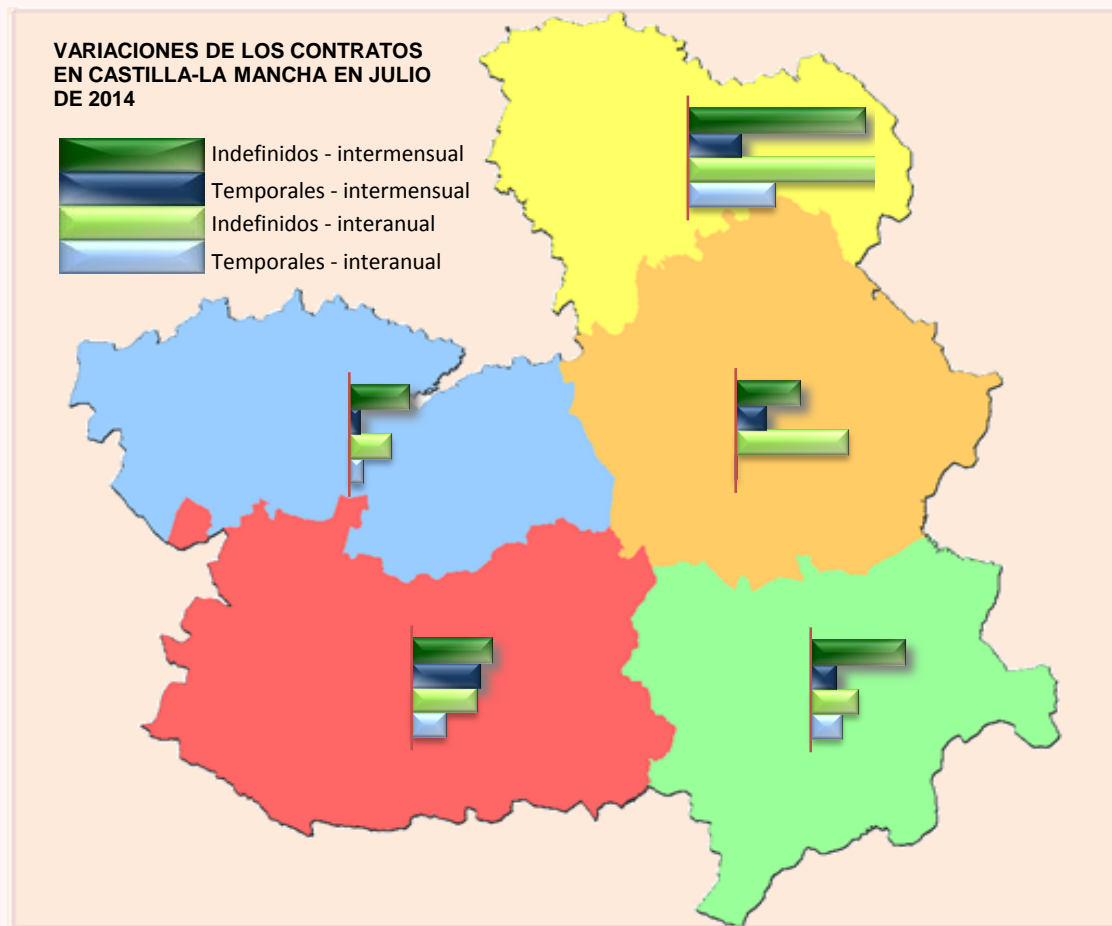 VARIACIONES DE LOS CONTRATOS
EN CASTILLA-LA MANCHA EN JULIO
DE 2014
Indefinidos - intermensual
Temporales - intermensual
Indefinidos - interanual
Temporales - interanual